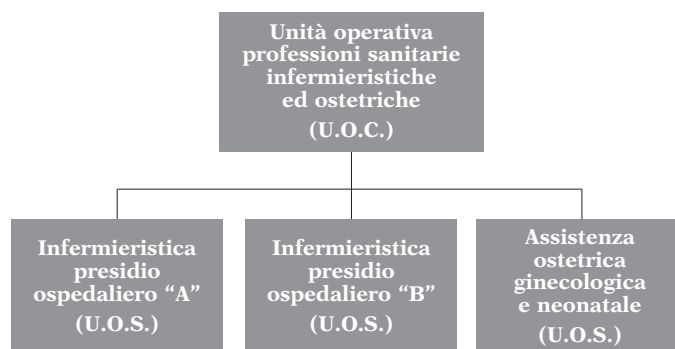 Unità operativa
professioni sanitarie
infermieristiche
ed ostetriche
(U.O.C.)
Infermieristica
presidio
ospedaliero “A”
(U.O.S.)
Infermieristica
presidio
ospedaliero “B”
(U.O.S.)
Assistenza
ostetrica
ginecologica
e neonatale
(U.O.S.)